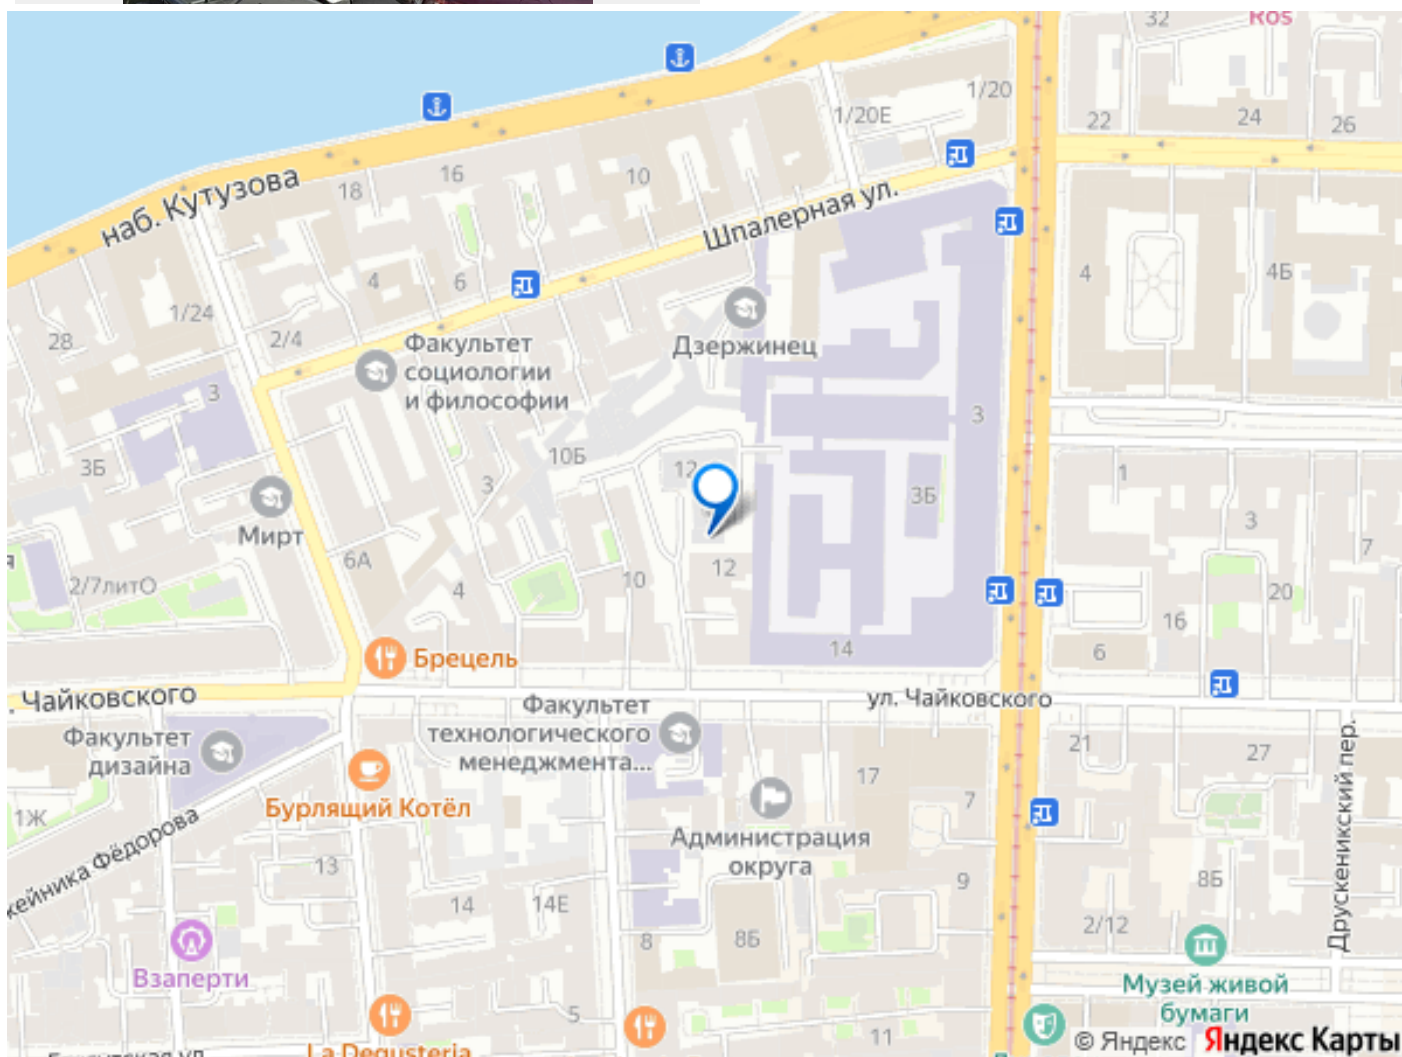 Ros
32
1/20
1/20Е
22
24
26
16
18
10
наб. Кутузова
Шпалерная ул.
4
6
4
4Б
1/24
2/4
28
Дзержинец
Факультет
социологии
и философии
3
3
3Б
10Б
12
3
3Б
1
3
7
Мирт
2/7литО
6А
4
10
12
20
16
6
14
Брецель
. Чайковского
ул. Чайковского
Факультет
технологического
менеджмента...
Факультет
дизайна
21
27
Друскеникский пер.
17
7
Бурлящий Котёл
1Ж
кейника Фёдорова
Администрация
округа
13
14
14Е
9
8Б
2/12
8
8Б
Взаперти
Музей живой
бумаги
5
11
La Degusteria
© Яндекс Яндекс Карты